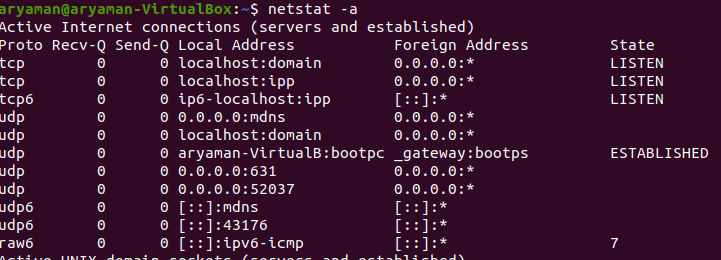 aryaman@aryaman-VirtualBox:~$ netstat -a
Active Internet connections (servers and established)
Proto Recv-Q Send-Q Local Address           Foreign Address         State
tcp        0      0 localhost:domain        0.0.0.0:*               LISTEN
tcp        0      0 localhost:ipp           0.0.0.0:*               LISTEN
tcp6       0      0 ip6-localhost:ipp       [::]:*                  LISTEN
udp        0      0 0.0.0.0:mdns            0.0.0.0:*
udp        0      0 localhost:domain        0.0.0.0:*
udp        0      0 aryaman-VirtualB:bootpc _gateway:bootps         ESTABLISHED
udp        0      0 0.0.0.0:631             0.0.0.0:*
udp        0      0 0.0.0.0:52037           0.0.0.0:*
udp6       0      0 [::]:mdns               [::]:*
udp6       0      0 [::]:43176              [::]:*
raw6       0      0 [::]:ipv6-icmp          [::]:*                  7
Active UNIX domain sockets (servers and established)